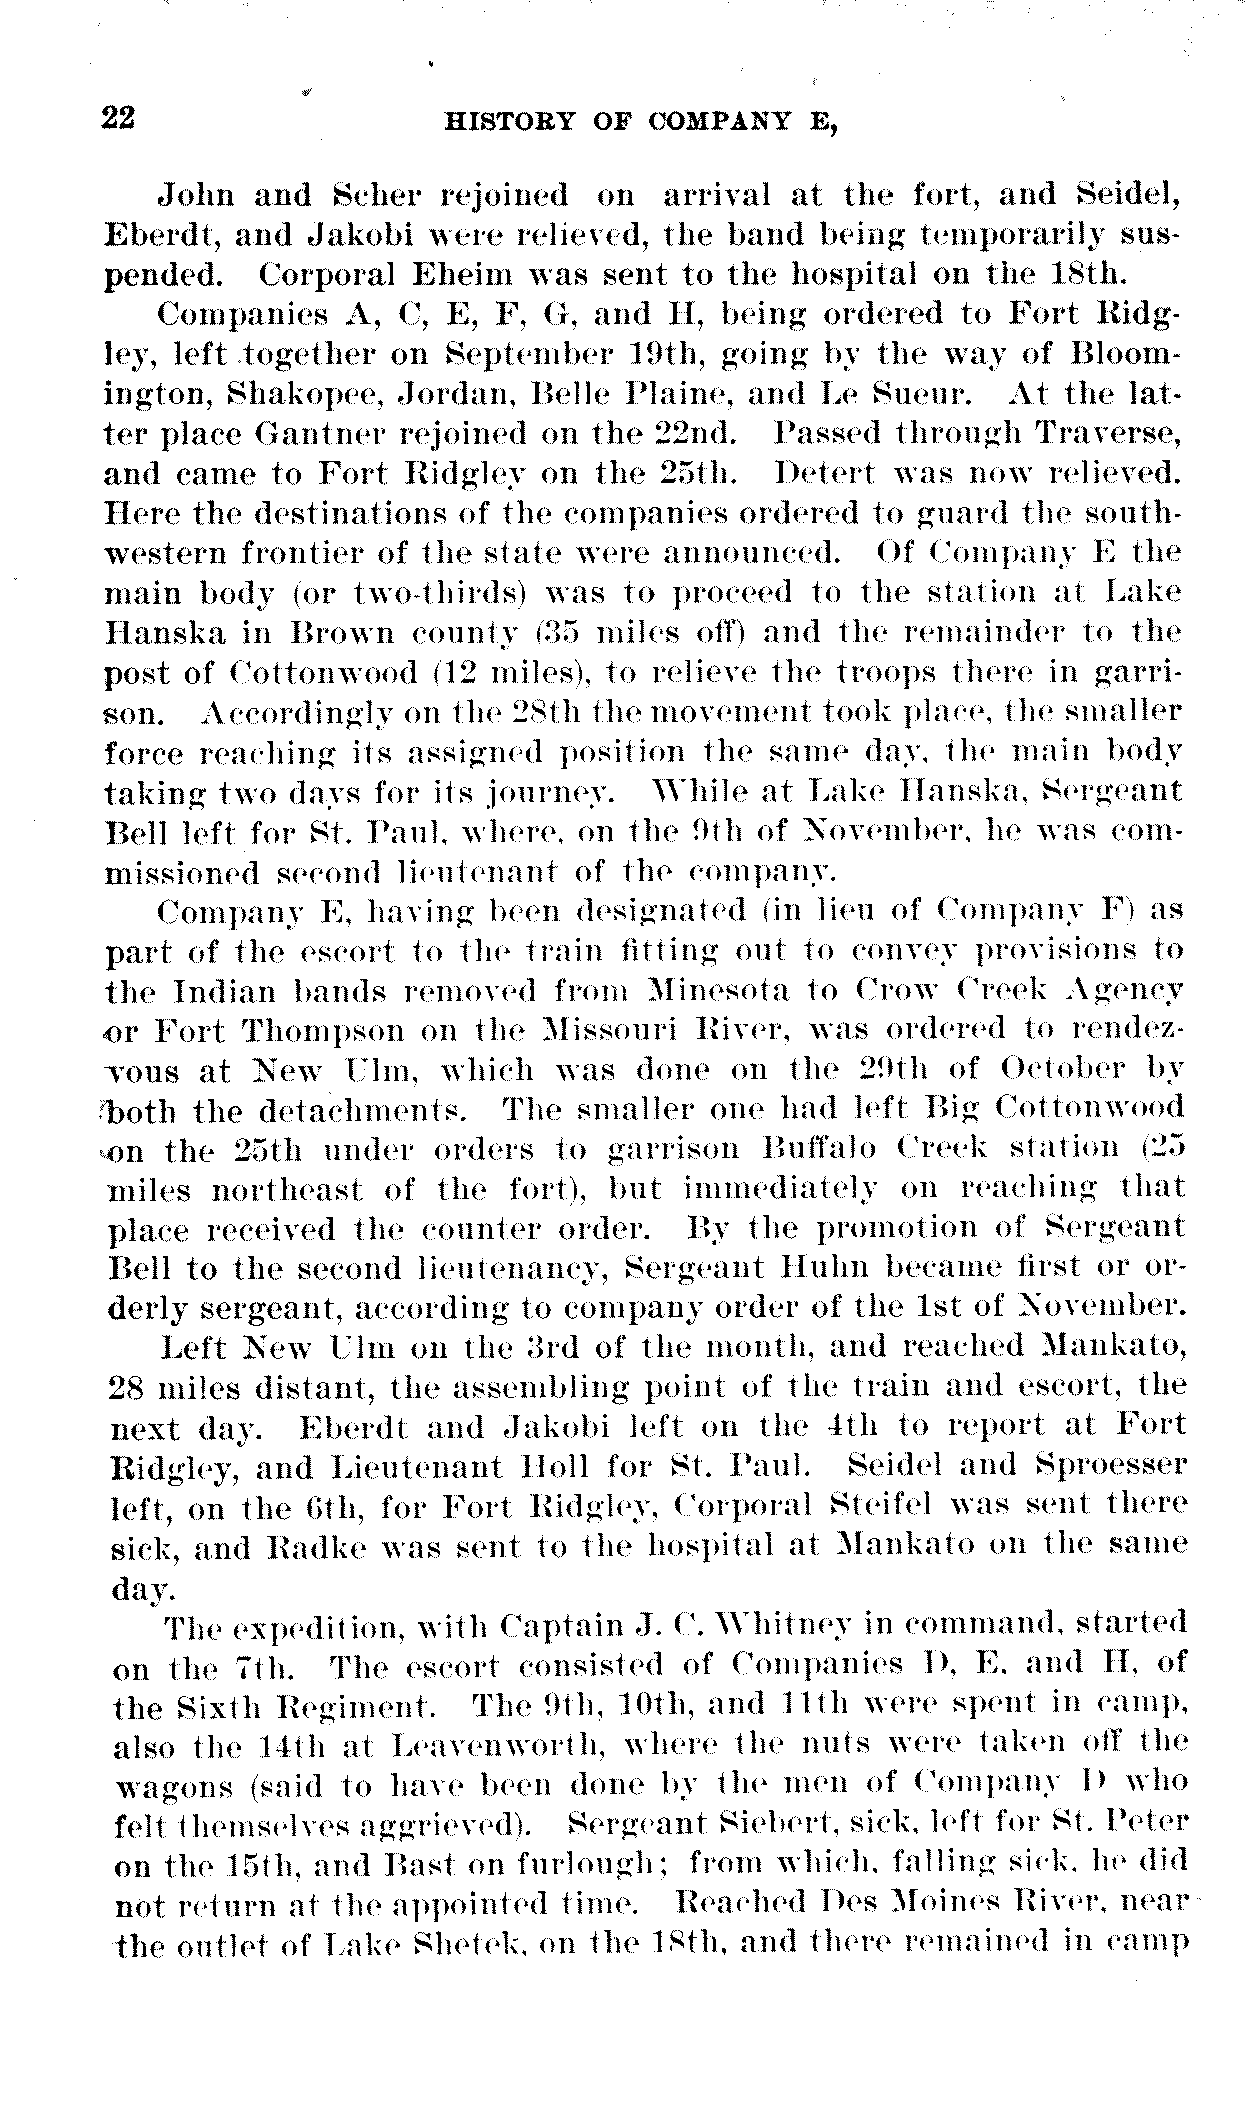 22 HISTORY OF COMPANY E,
John and Scher rejoined on arrival at the fort, and Seidel,
Eberdt, and Jakobi were relieved, the band being temporarily sus-
pended. Corporal Eheim was sent to the hospital on the 18th.
Companies A, C, E, F, G, and H, being ordered to Fort Ridg-
ley, left together on September 19th, going by the way of Bloom-
ington, Shakopee, Jordan, Belle Plaine, and Le Sueur. At the lat-
ter place Gantner rejoined on the 22nd. Passed through Traverse,
and came to Fort Ridgley on the 25th. Detert was now relieved.
Here the destinations of the companies ordered to guard the south-
western frontier of the state were announced. Of Company E the
main body (or two-thirds) was to proceed to the station at Lake
Hanska in Brown county (35 miles off) and the remainder to the
post of Cottonwood (12 miles), to relieve the troops there in garri-
son. Accordingly on the 28th the movement took place, the smaller
force reaching its assigned position the same day, the main body
taking two days for its journey. While at Lake Hanska, Sergeant
Bell left for St. Paul, where, on the 9th of November, he was com-
missioned second lieutenant of the company.
Company E, having been designated (in lieu of Company F) as
part of the escort to the train fitting out to convey provisions to
the Indian bands removed from Minesota to Crow Creek Agency
or Fort Thompson on the Missouri River, was ordered to rendez-
vous at New Ulm, which was done on the 29th of October by
both the detachments. The smaller one had left Big Cottonwood
on the 25th under orders to garrison Buffalo Creek station (25
miles northeast of the fort), but immediately on reaching that
place received the counter order. By the promotion of Sergeant
Bell to the second lieutenancy, Sergeant Huhn became first or or-
derly sergeant, according to company order of the 1st of November.
Left New Ulm on the 3rd of the month, and reached Mankato,
28 miles distant, the assembling point of the train and escort, the
next day. Eberdt and Jakobi left on the 4th to report at Fort
Ridgley, and Lieutenant Holl for St. Paul. Seidel and Sproesser
left, on the 6th, for Fort Ridgley, Corporal Steifel was sent there
sick, and Radke was sent to the hospital at Mankato on the same
day.
The expedition, with Captain J. C. Whitney in command, started
on the 7th. The escort consisted of Companies D, E, and H, of
the Sixth Regiment. The 9th, 10th, and 11th were spent in camp,
also the 14th at Leavenworth, where the nuts were taken off the
wagons (said to have been done by the men of Company D who
felt themselves aggrieved). Sergeant Siebert, sick, left for St. Peter
on the 15th, and Bast on furlough; from which, falling sick, he did
not return at the appointed time. Reached Des Moines River, near
the outlet of Lake Shetek, on the 18th, and there remained in camp